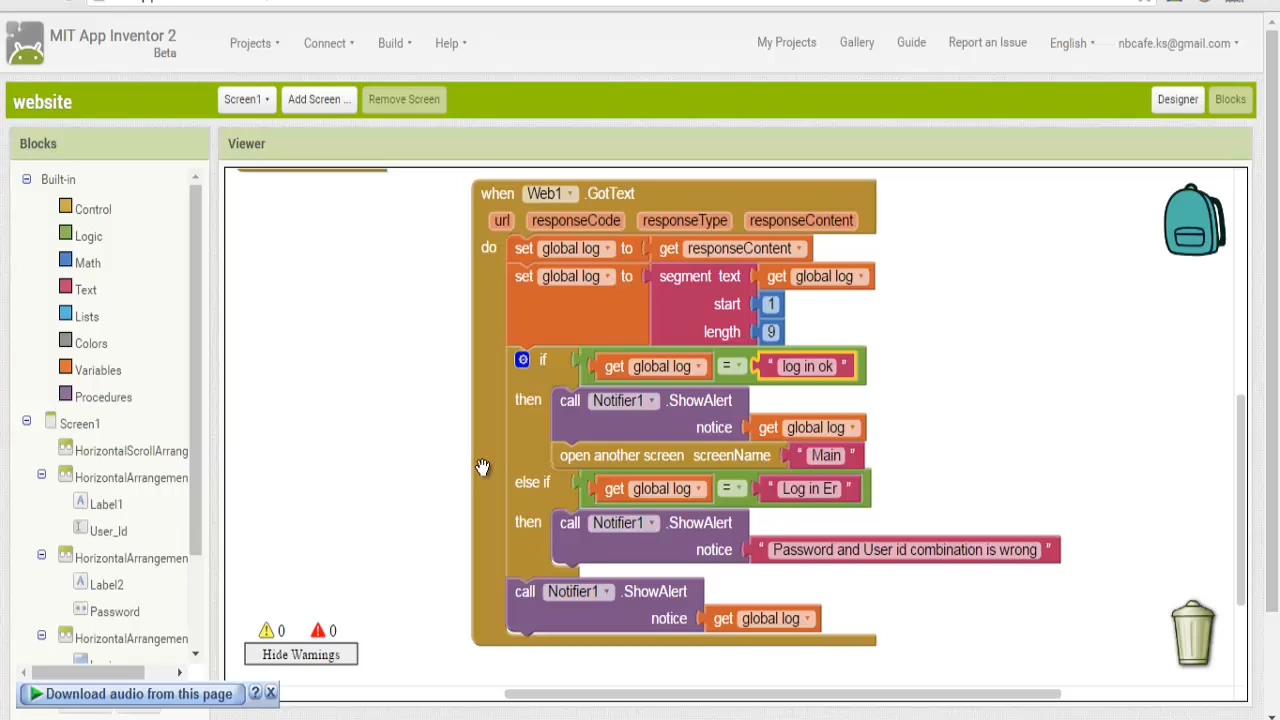 MIT App Inventor 2
Beta
Projects Connect Build Help
My Projects Gallery Guide Report an Issue English nbcafe.ks@gmail.com
website
Screen1 Add Screen ... Remove Screen
Designer Blocks
Blocks
Viewer
Built-in
Control
Logic
Math
Text
Lists
Colors
Variables
Procedures
Screen1
HorizontalScrollArrang
HorizontalArrangemen
Label1
User_Id
HorizontalArrangemen
Label2
Password
HorizontalArrangemen
when Web1 .GotText
url responseCode responseType responseContent
do set global log to get responseContent
set global log to segment text get global log
start 1
length 9
if get global log = " log in ok "
then call Notifier1 .ShowAlert
notice get global log
open another screen screenName " Main "
else if get global log = " Log in Er "
then call Notifier1 .ShowAlert
notice " Password and User id combination is wrong "
call Notifier1 .ShowAlert
notice get global log
0 0
Hide Warnings
Download audio from this page ? X